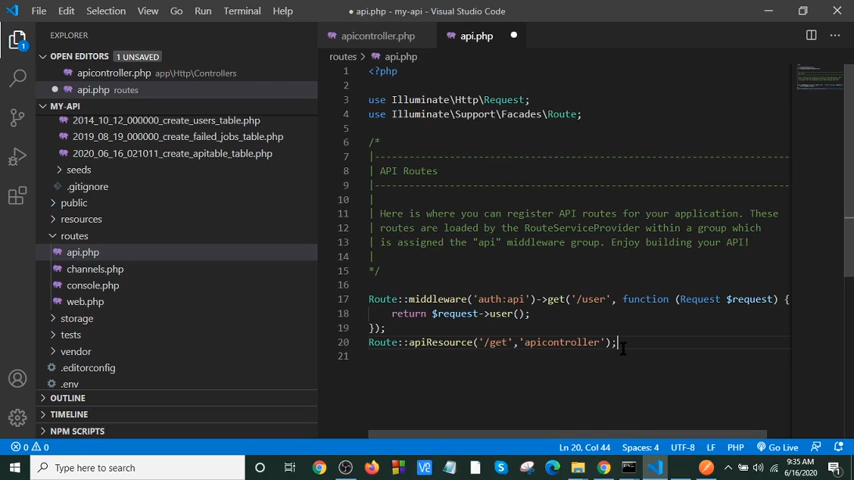 File Edit Selection View Go Run Terminal Help
● api.php - my-api - Visual Studio Code
EXPLORER
OPEN EDITORS 1 UNSAVED
apicontroller.php app\Http\Controllers
● api.php routes
MY-API
2014_10_12_000000_create_users_table.php
2019_08_19_000000_create_failed_jobs_table.php
2020_06_16_021011_create_apitable_table.php
seeds
.gitignore
public
resources
routes
api.php
channels.php
console.php
web.php
storage
tests
vendor
.editorconfig
.env
OUTLINE
TIMELINE
NPM SCRIPTS
apicontroller.php api.php ●
routes > api.php
1 <?php
2
3 use Illuminate\Http\Request;
4 use Illuminate\Support\Facades\Route;
5
6 /*
7 |--------------------------------------------------------------------------
8 | API Routes
9 |--------------------------------------------------------------------------
10 |
11 | Here is where you can register API routes for your application. These
12 | routes are loaded by the RouteServiceProvider within a group which
13 | is assigned the "api" middleware group. Enjoy building your API!
14 |
15 */
16
17 Route::middleware('auth:api')->get('/user', function (Request $request) {
18 return $request->user();
19 });
20 Route::apiResource('/get','apicontroller');
21
0 0 Ln 20, Col 44 Spaces: 4 UTF-8 LF PHP Go Live
Type here to search
9:35 AM
6/16/2020